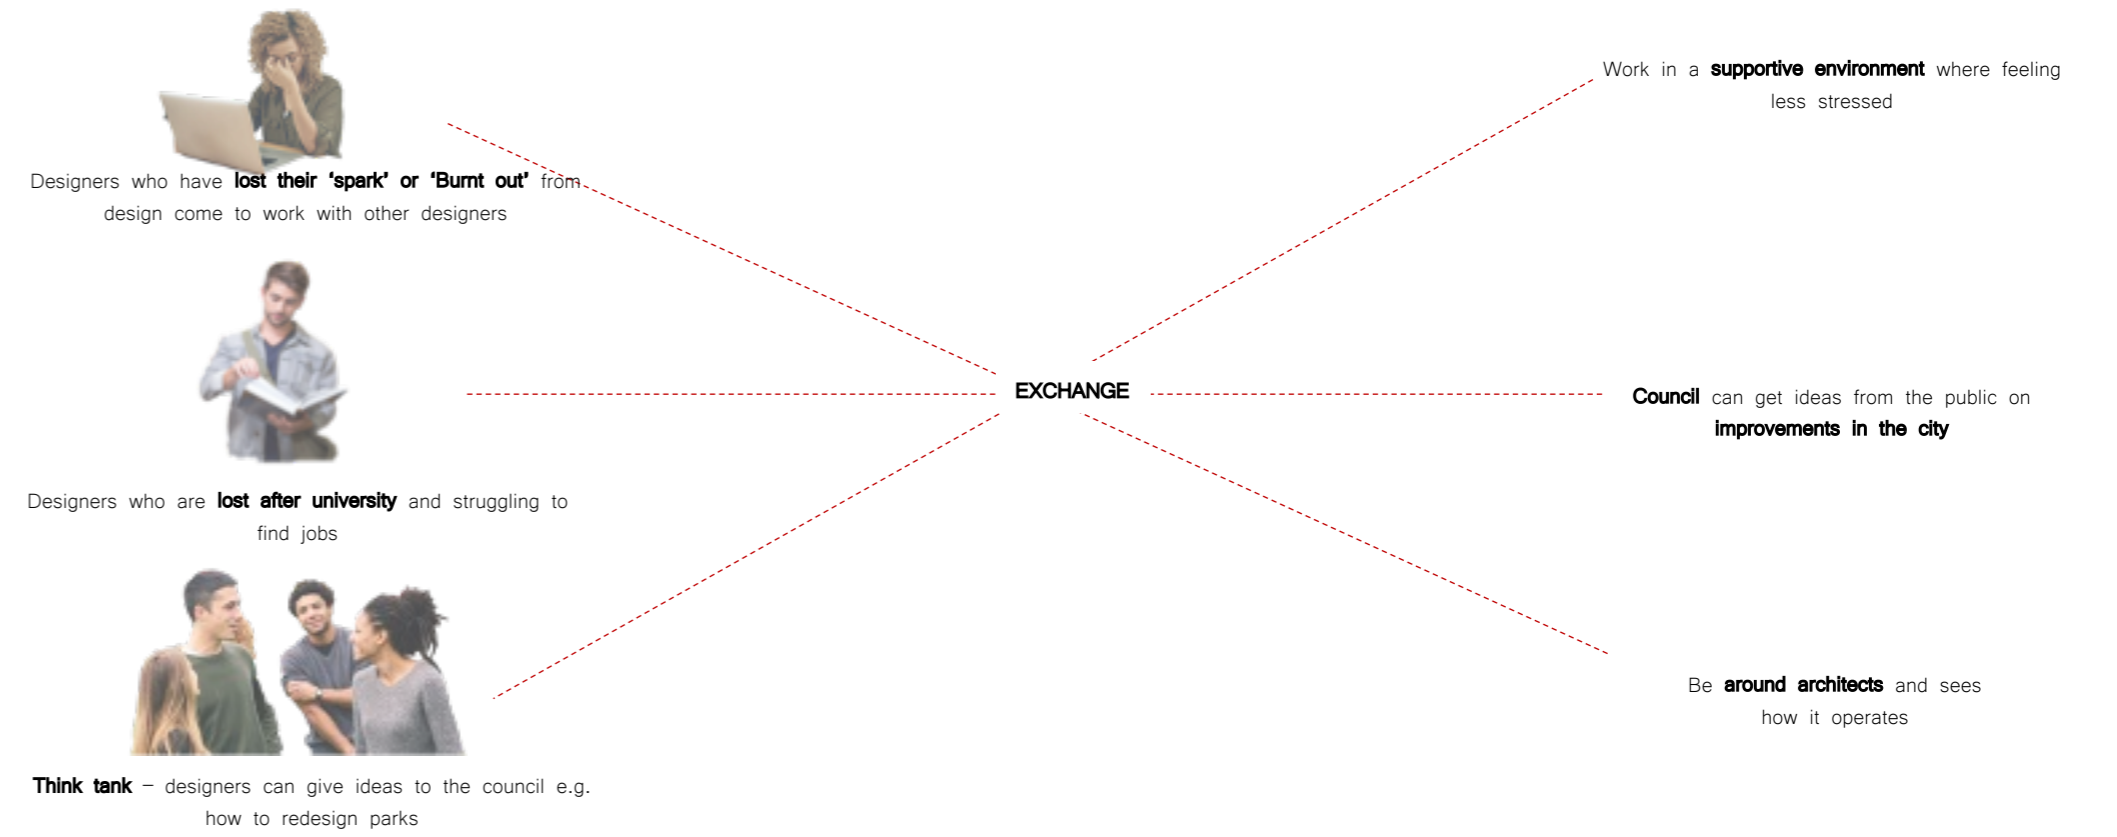 Designers who have lost their ‘spark’ or ‘Burnt out’ from
design come to work with other designers
Designers who are lost after university and struggling to
find jobs
Think tank – designers can give ideas to the council e.g.
how to redesign parks
EXCHANGE
Work in a supportive environment where feeling
less stressed
Council can get ideas from the public on
improvements in the city
Be around architects and sees
how it operates